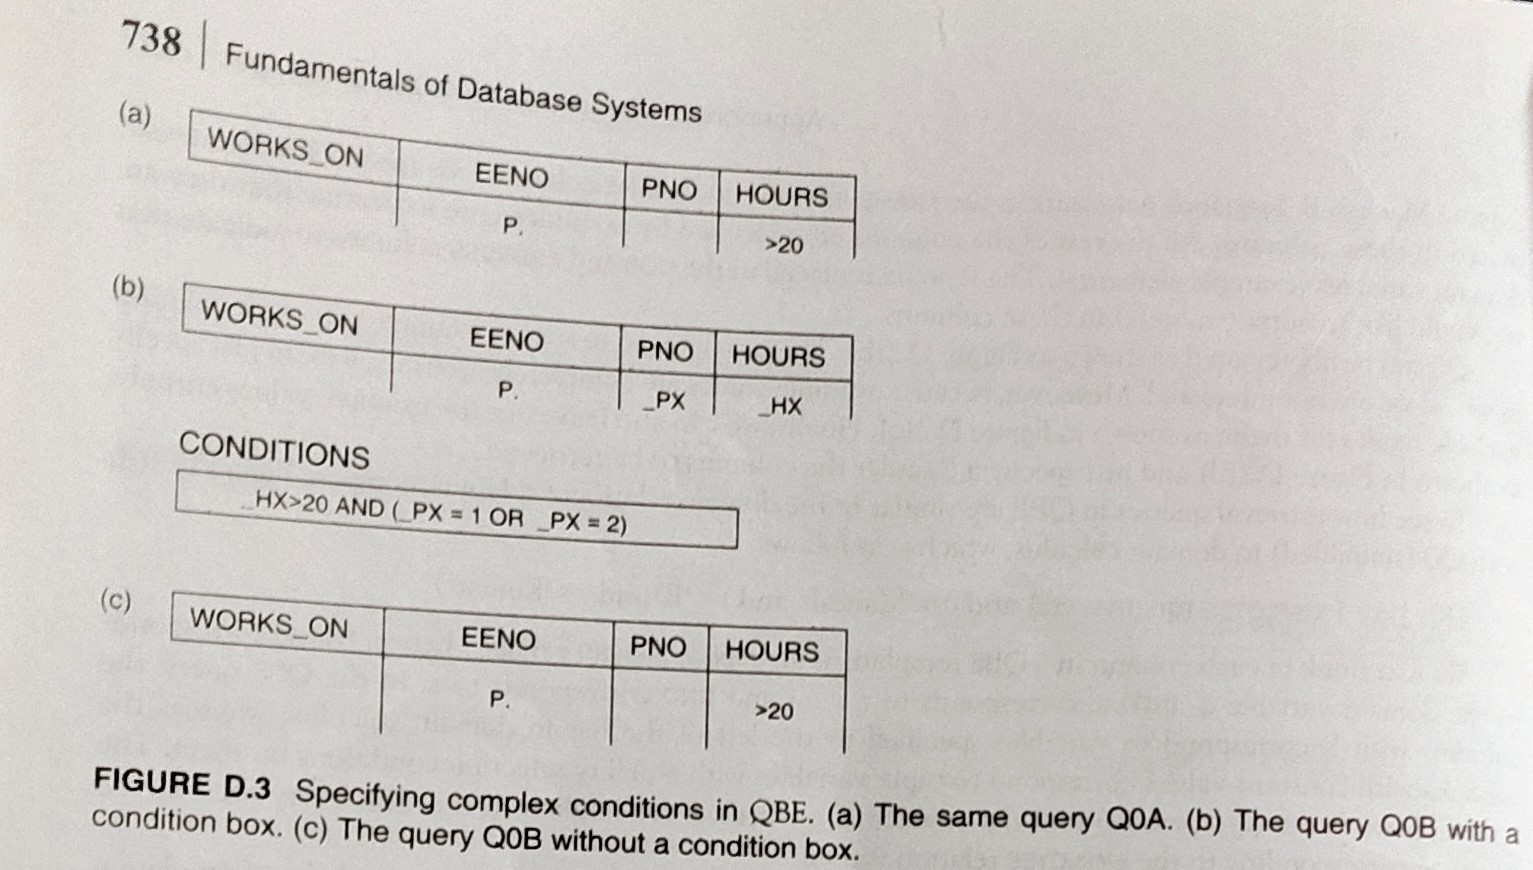 738 | Fundamentals of Database Systems
(a)
WORKS_ON EENO PNO HOURS
P. >20
(b)
WORKS_ON EENO PNO HOURS
P. _PX _HX
CONDITIONS
_HX>20 AND (_PX = 1 OR _PX = 2)
(c)
WORKS_ON EENO PNO HOURS
P. >20
FIGURE D.3 Specifying complex conditions in QBE. (a) The same query Q0A. (b) The query Q0B with a
condition box. (c) The query Q0B without a condition box.